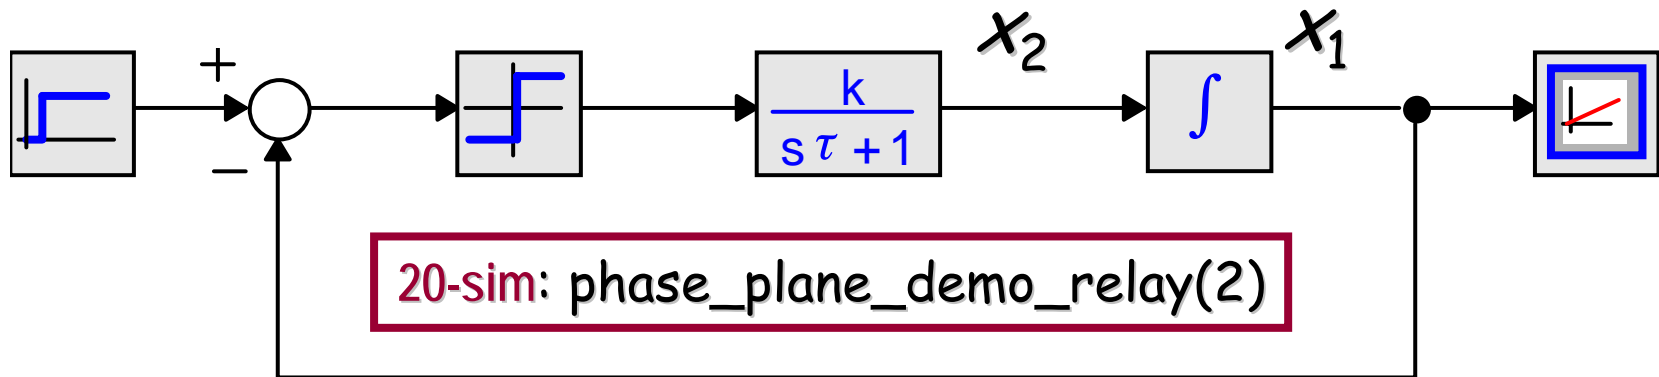 +
−
k
s τ + 1
x₂
∫
x₁
20-sim: phase_plane_demo_relay(2)